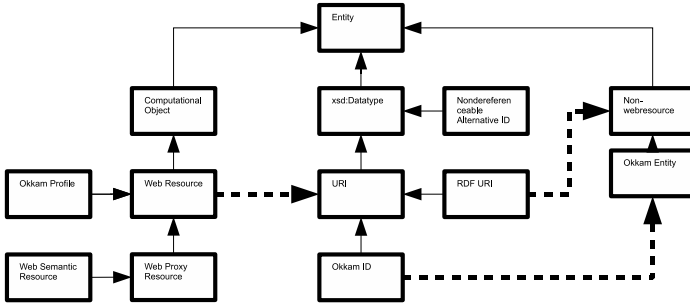 Entity
Computational
Object
xsd:Datatype
Nondereferen
ceable
Alternative ID
Non-
webresource
Okkam Entity
Okkam Profile
Web Resource
URI
RDF URI
Web Semantic
Resource
Web Proxy
Resource
Okkam ID